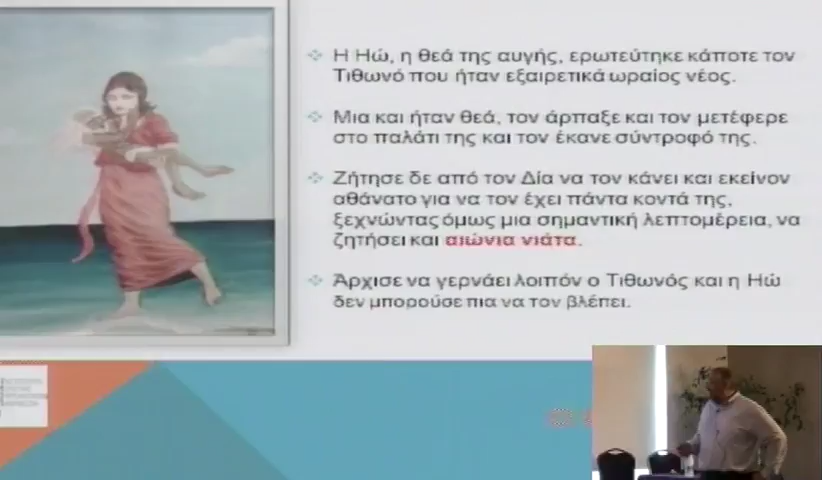 Η Ηώ, η θεά της αυγής, ερωτεύτηκε κάποτε τον
Τιθωνό που ήταν εξαιρετικά ωραίος νέος.
Μια και ήταν θεά, τον άρπαξε και τον μετέφερε
στο παλάτι της και τον έκανε σύντροφό της.
Ζήτησε δε από τον Δία να τον κάνει και εκείνον
αθάνατο για να τον έχει πάντα κοντά της,
ξεχνώντας όμως μια σημαντική λεπτομέρεια, να
ζητήσει και αιώνια νιάτα.
Άρχισε να γερνάει λοιπόν ο Τιθωνός και η Ηώ
δεν μπορούσε πια να τον βλέπει.